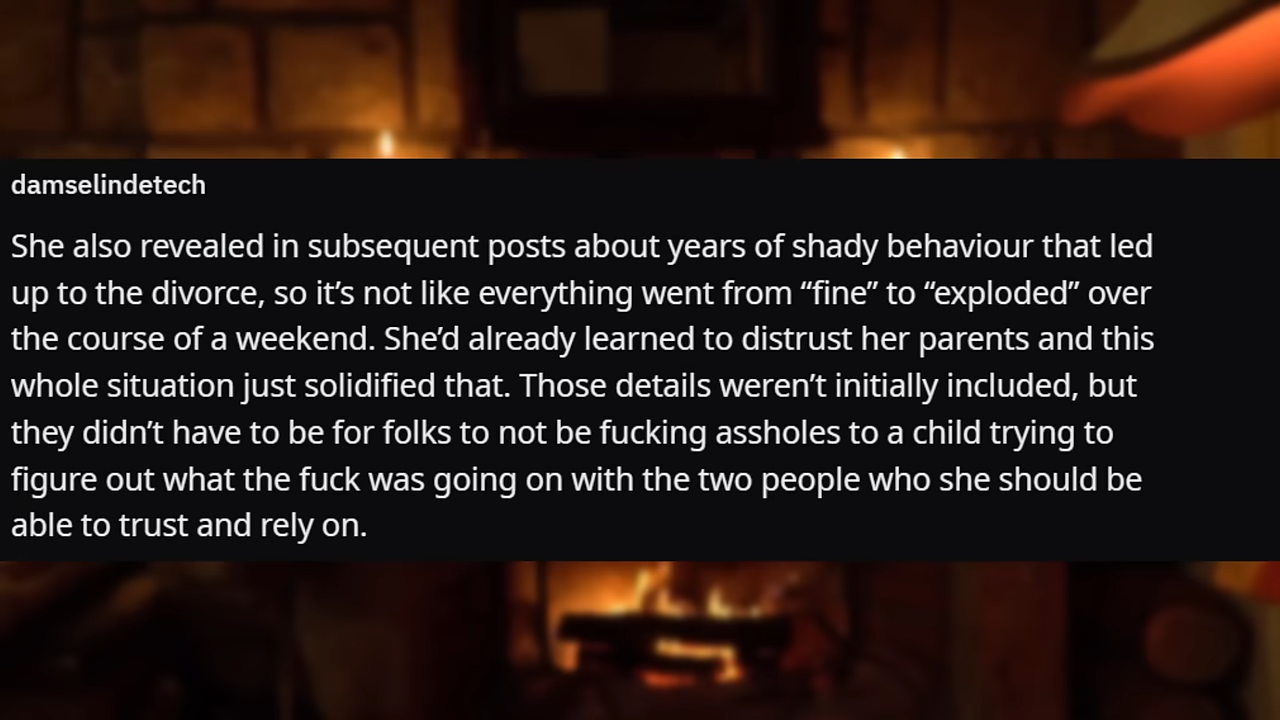 damselindetech
She also revealed in subsequent posts about years of shady behaviour that led
up to the divorce, so it’s not like everything went from “fine” to “exploded” over
the course of a weekend. She’d already learned to distrust her parents and this
whole situation just solidified that. Those details weren’t initially included, but
they didn’t have to be for folks to not be fucking assholes to a child trying to
figure out what the fuck was going on with the two people who she should be
able to trust and rely on.